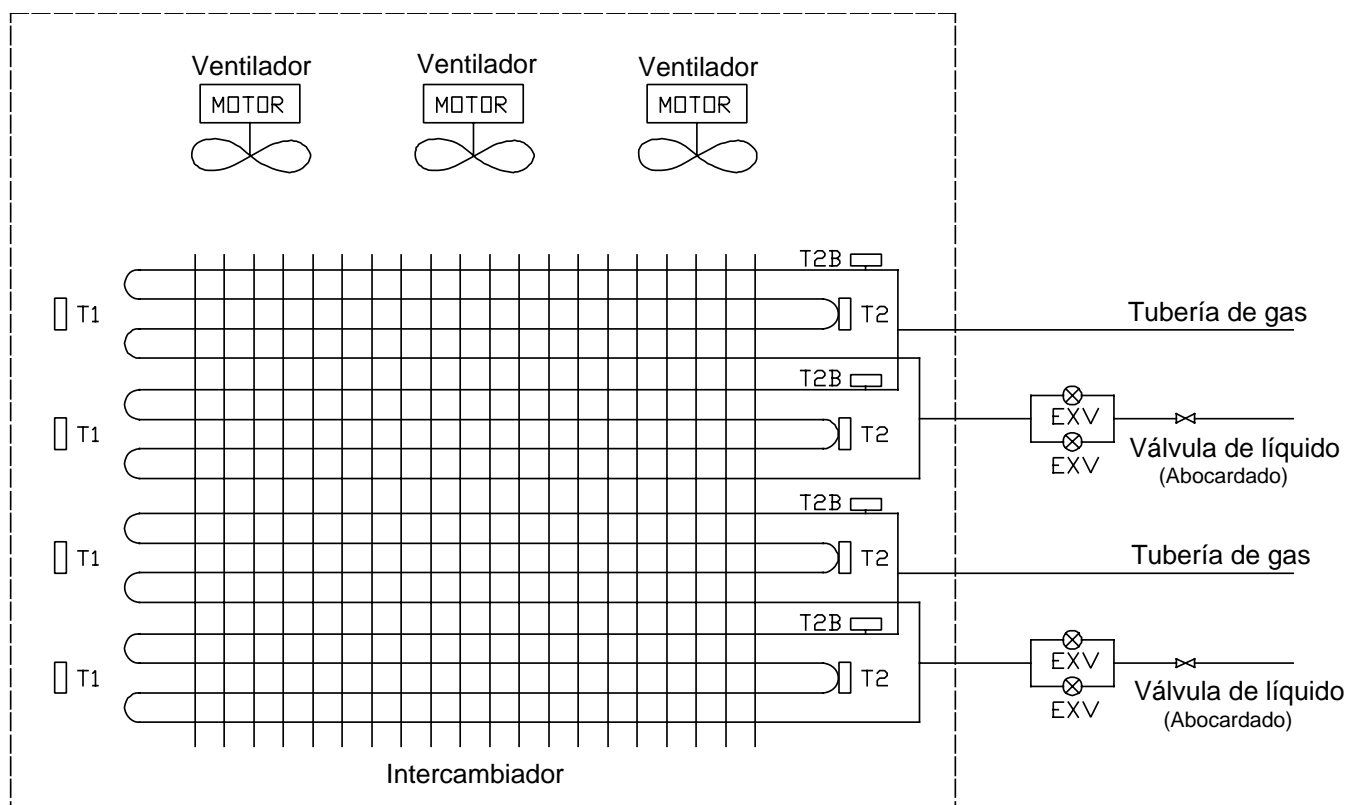 Ventilador
Ventilador
Ventilador
MOTOR
MOTOR
MOTOR
T2B
T1
T2
Tubería de gas
T2B
T1
T2
EXV
EXV
Válvula de líquido
(Abocardado)
T2B
T1
T2
Tubería de gas
T2B
T1
T2
EXV
EXV
Válvula de líquido
(Abocardado)
Intercambiador